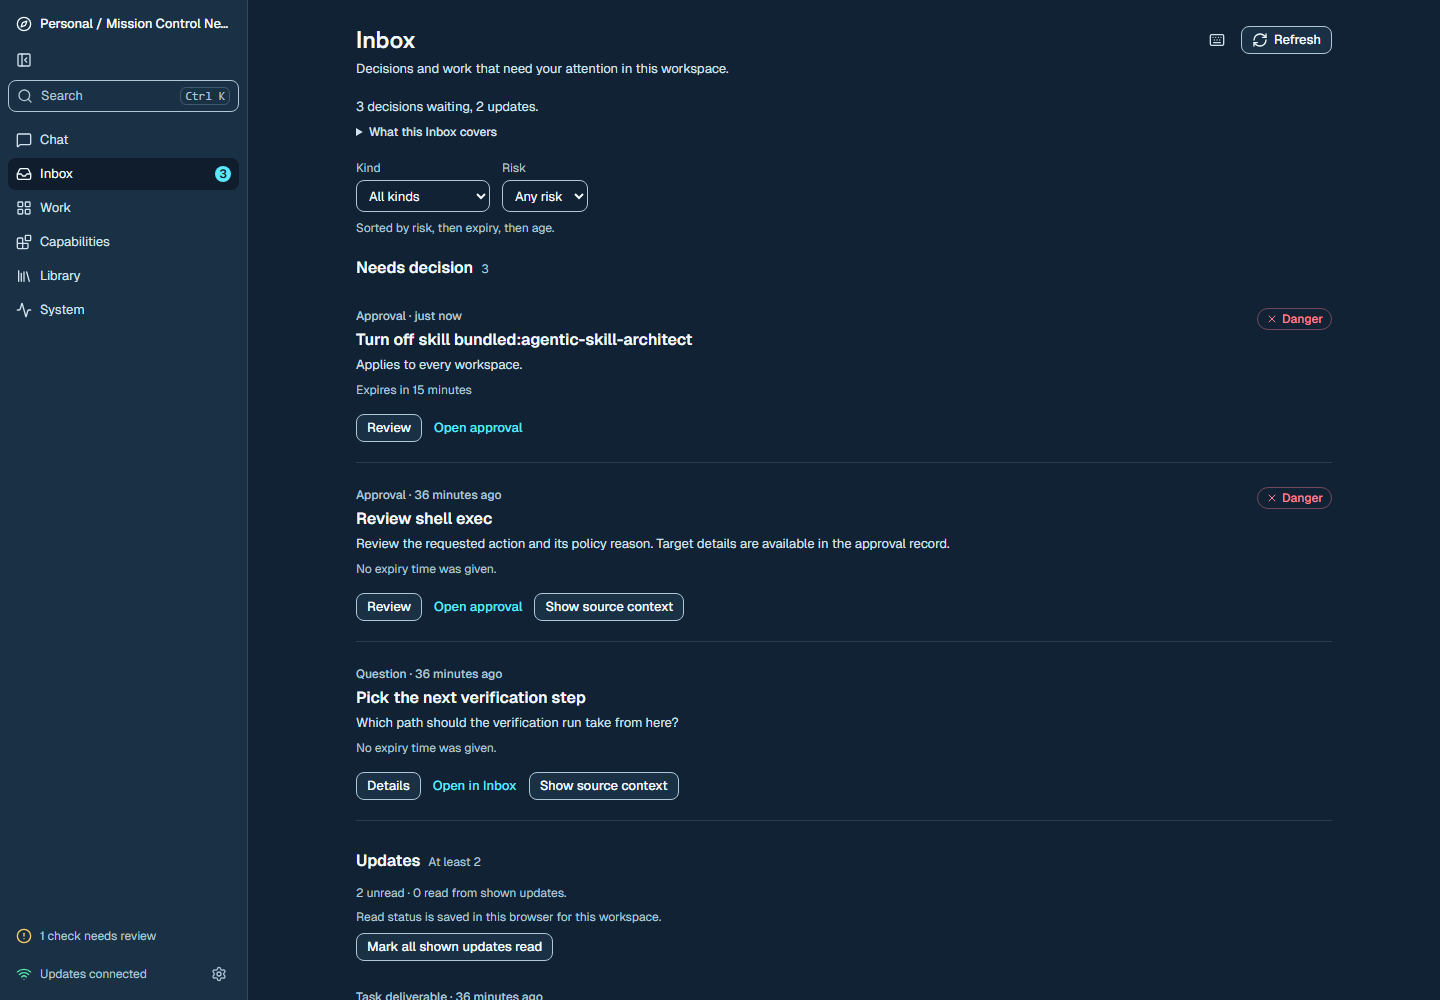 Personal / Mission Control Ne...
Search
Ctrl K
Chat
Inbox
3
Work
Capabilities
Library
System
1 check needs review
Updates connected
Inbox
Refresh
Decisions and work that need your attention in this workspace.
3 decisions waiting, 2 updates.
What this Inbox covers
Kind
Risk
All kinds
Any risk
Sorted by risk, then expiry, then age.
Needs decision 3
Approval · just now
Danger
Turn off skill bundled:agentic-skill-architect
Applies to every workspace.
Expires in 15 minutes
Review
Open approval
Approval · 36 minutes ago
Danger
Review shell exec
Review the requested action and its policy reason. Target details are available in the approval record.
No expiry time was given.
Review
Open approval
Show source context
Question · 36 minutes ago
Pick the next verification step
Which path should the verification run take from here?
No expiry time was given.
Details
Open in Inbox
Show source context
Updates At least 2
2 unread · 0 read from shown updates.
Read status is saved in this browser for this workspace.
Mark all shown updates read
Task deliverable · 36 minutes ago